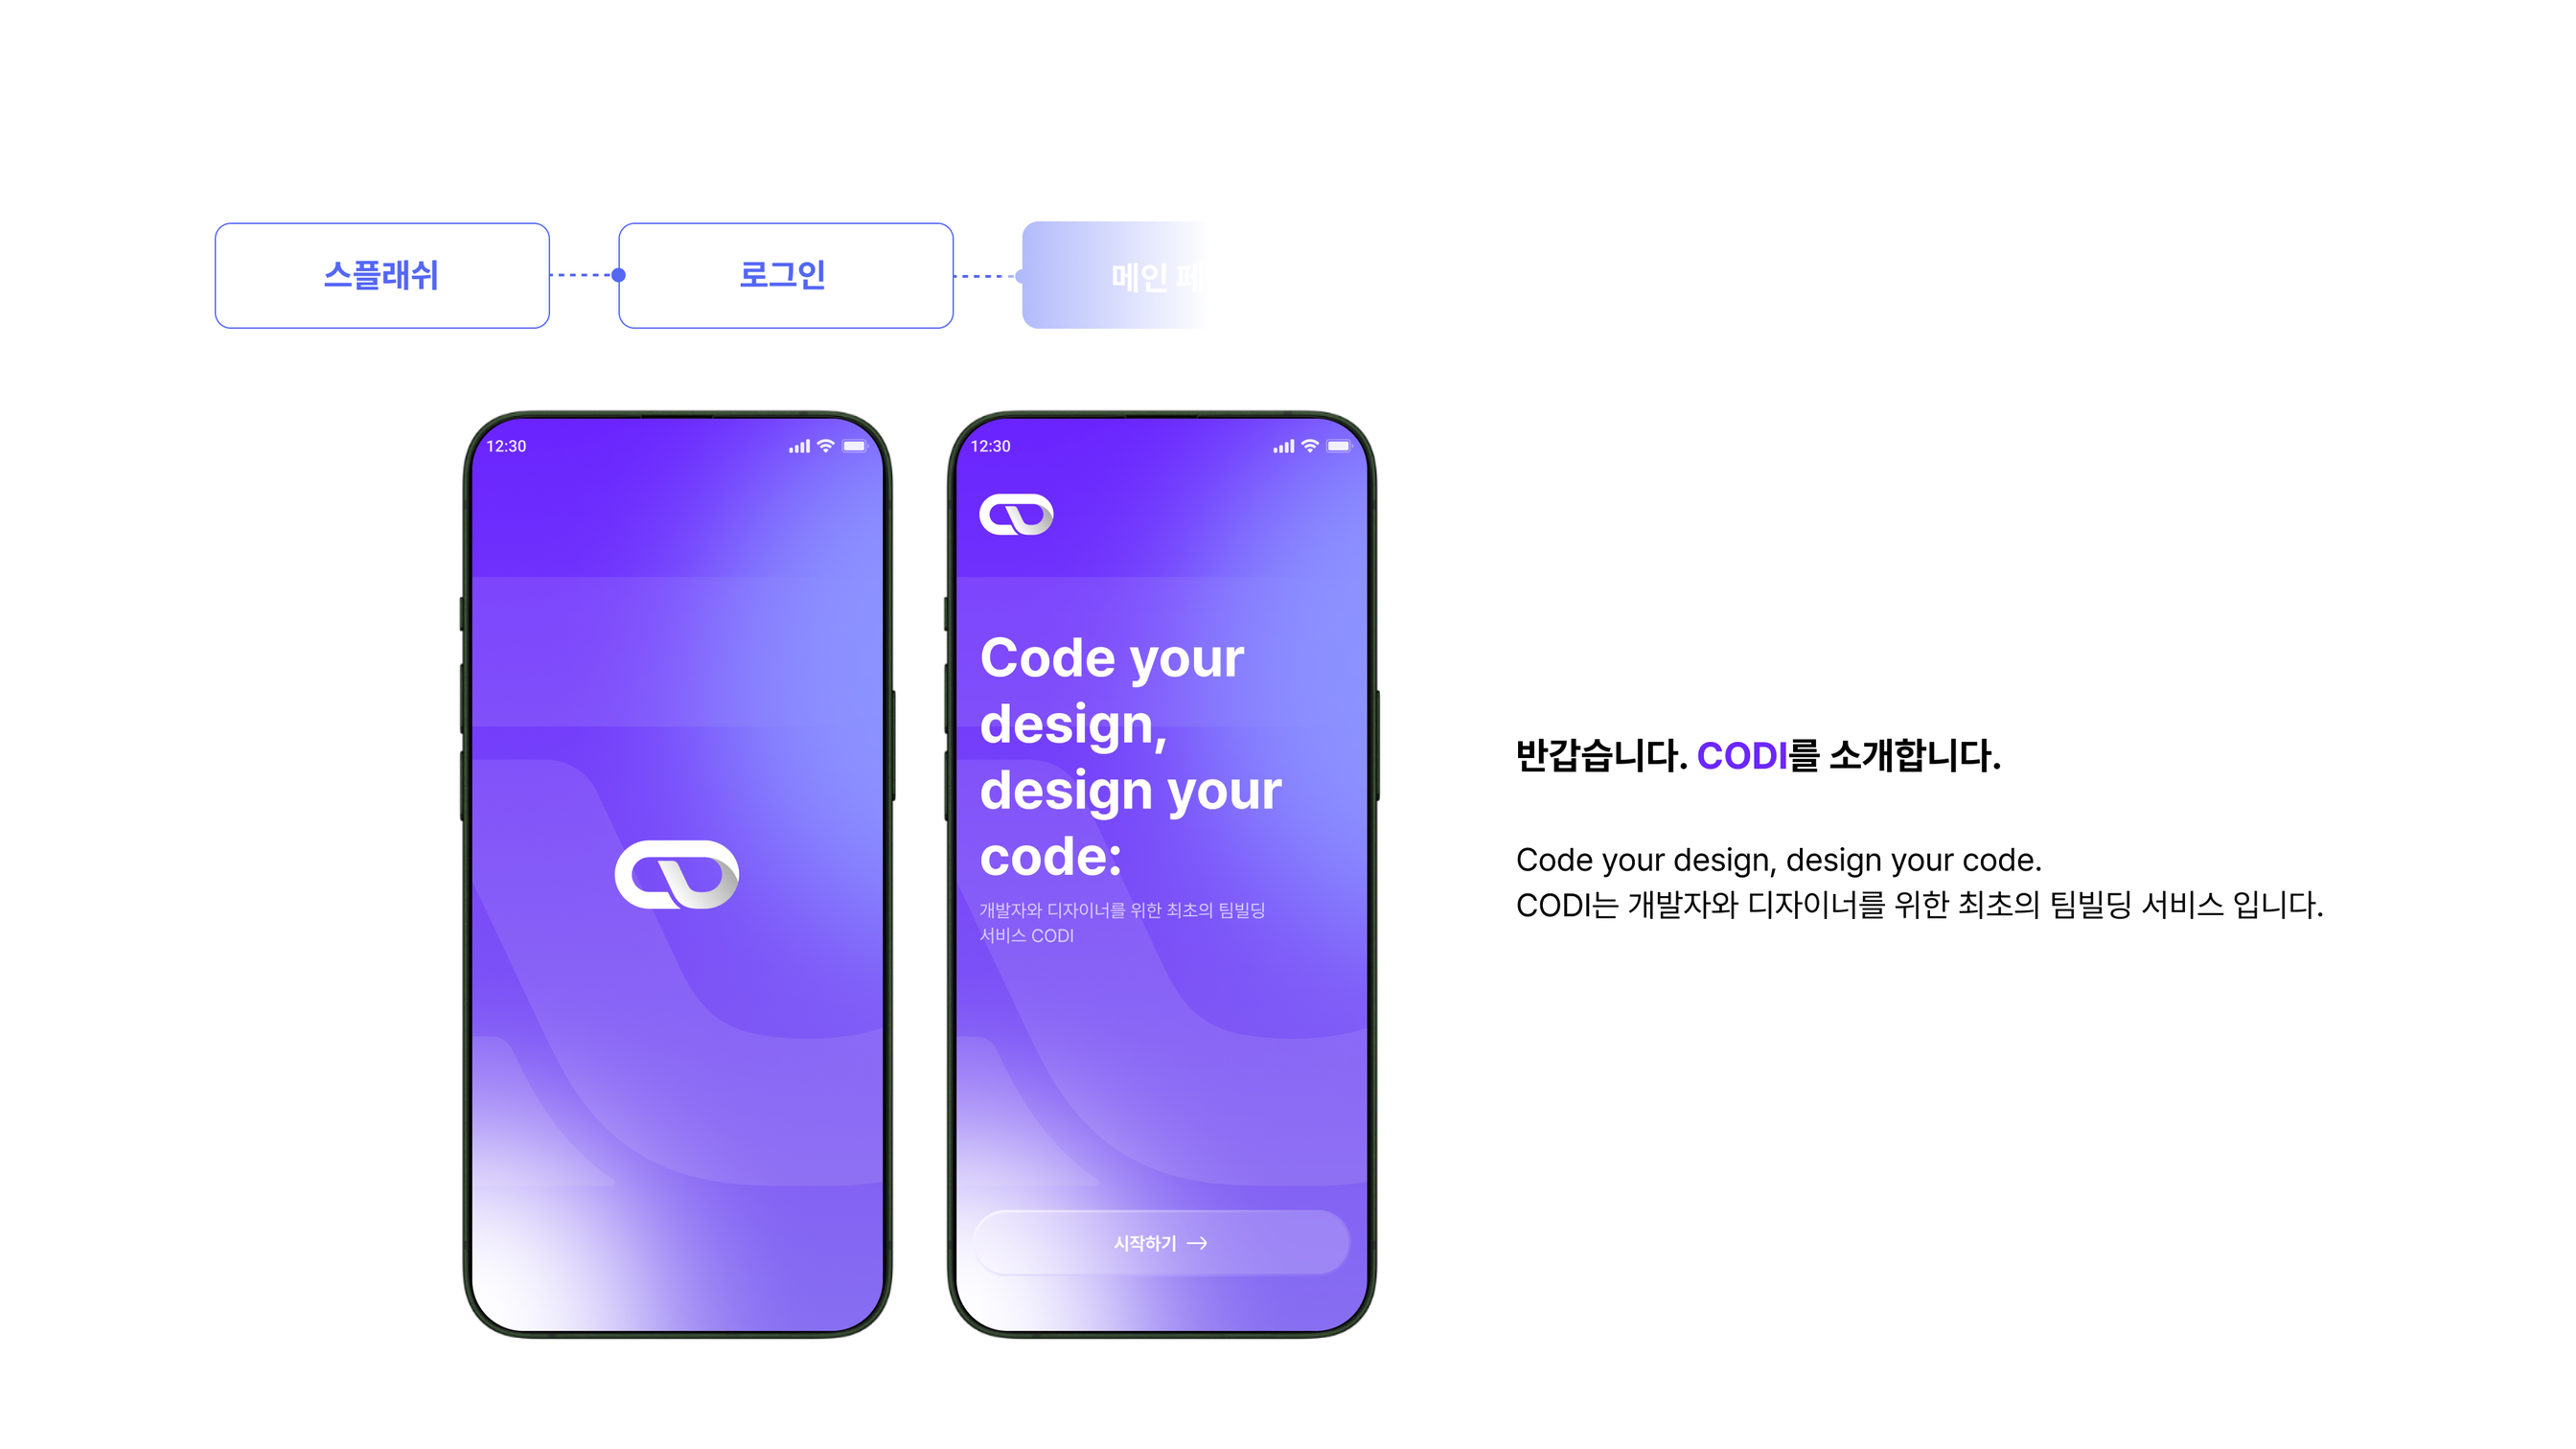 스플래쉬
로그인
메인
12:30
12:30
Code your
design,
design your
code:
개발자와 디자이너를 위한 최초의 팀빌딩
서비스 CODI
시작하기
반갑습니다. CODI를 소개합니다.
Code your design, design your code.
CODI는 개발자와 디자이너를 위한 최초의 팀빌딩 서비스 입니다.